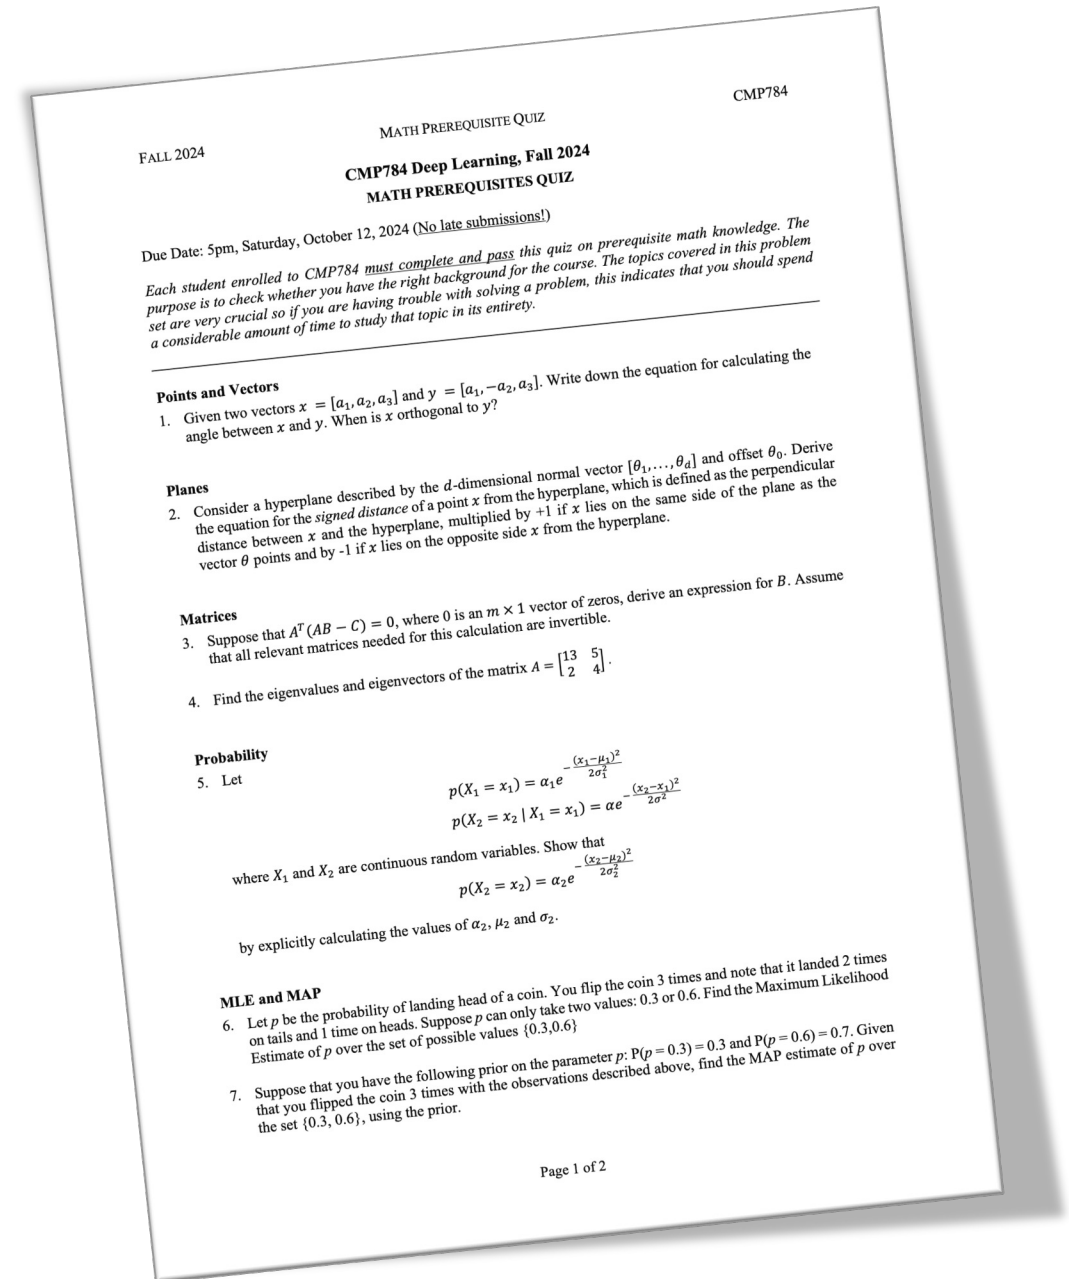 FALL 2024 MATH PREREQUISITE QUIZ CMP784
CMP784 Deep Learning, Fall 2024
MATH PREREQUISITES QUIZ
Due Date: 5pm, Saturday, October 12, 2024 (No late submissions!)
Each student enrolled to CMP784 must complete and pass this quiz on prerequisite math knowledge. The
purpose is to check whether you have the right background for the course. The topics covered in this problem
set are very crucial so if you are having trouble with solving a problem, this indicates that you should spend
a considerable amount of time to study that topic in its entirety.
Points and Vectors
1. Given two vectors x = [a₁, a₂, a₃] and y = [a₁, −a₂, a₃]. Write down the equation for calculating the
angle between x and y. When is x orthogonal to y?
Planes
2. Consider a hyperplane described by the d-dimensional normal vector [θ₁, …, θd] and offset θ₀. Derive
the equation for the signed distance of a point x from the hyperplane, which is defined as the perpendicular
distance between x and the hyperplane, multiplied by +1 if x lies on the same side of the plane as the
vector θ points and by -1 if x lies on the opposite side x from the hyperplane.
Matrices
3. Suppose that Aᵀ(AB − C) = 0, where 0 is an m × 1 vector of zeros, derive an expression for B. Assume
that all relevant matrices needed for this calculation are invertible.
4. Find the eigenvalues and eigenvectors of the matrix A = [13 5; 2 4].
Probability
5. Let
p(X₁ = x₁) = α₁e^−(x₁−μ₁)²/2σ₁²
p(X₂ = x₂ | X₁ = x₁) = αe^−(x₂−x₁)²/2σ²
where X₁ and X₂ are continuous random variables. Show that
p(X₂ = x₂) = α₂e^−(x₂−μ₂)²/2σ₂²
by explicitly calculating the values of α₂, μ₂ and σ₂.
MLE and MAP
6. Let p be the probability of landing head of a coin. You flip the coin 3 times and note that it landed 2 times
on tails and 1 time on heads. Suppose p can only take two values: 0.3 or 0.6. Find the Maximum Likelihood
Estimate of p over the set of possible values {0.3,0.6}
7. Suppose that you have the following prior on the parameter p: P(p = 0.3) = 0.3 and P(p = 0.6) = 0.7. Given
that you flipped the coin 3 times with the observations described above, find the MAP estimate of p over
the set {0.3, 0.6}, using the prior.
Page 1 of 2